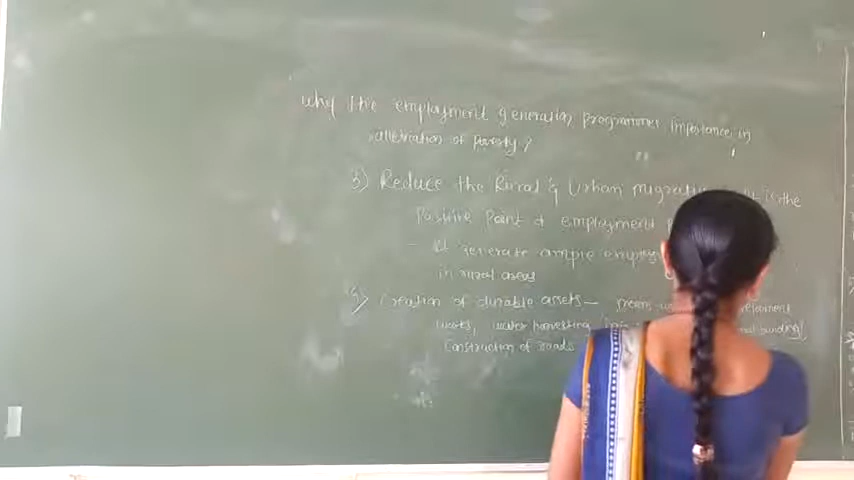 why the employment generation programmes importance in
alleviation of poverty?
3) Reduce the Rural & Urban migration is the
Positive Point of employment
It generate ample employ
in rural areas
4) Creation of durable assets— means
works, water harvesting
Construction of roads